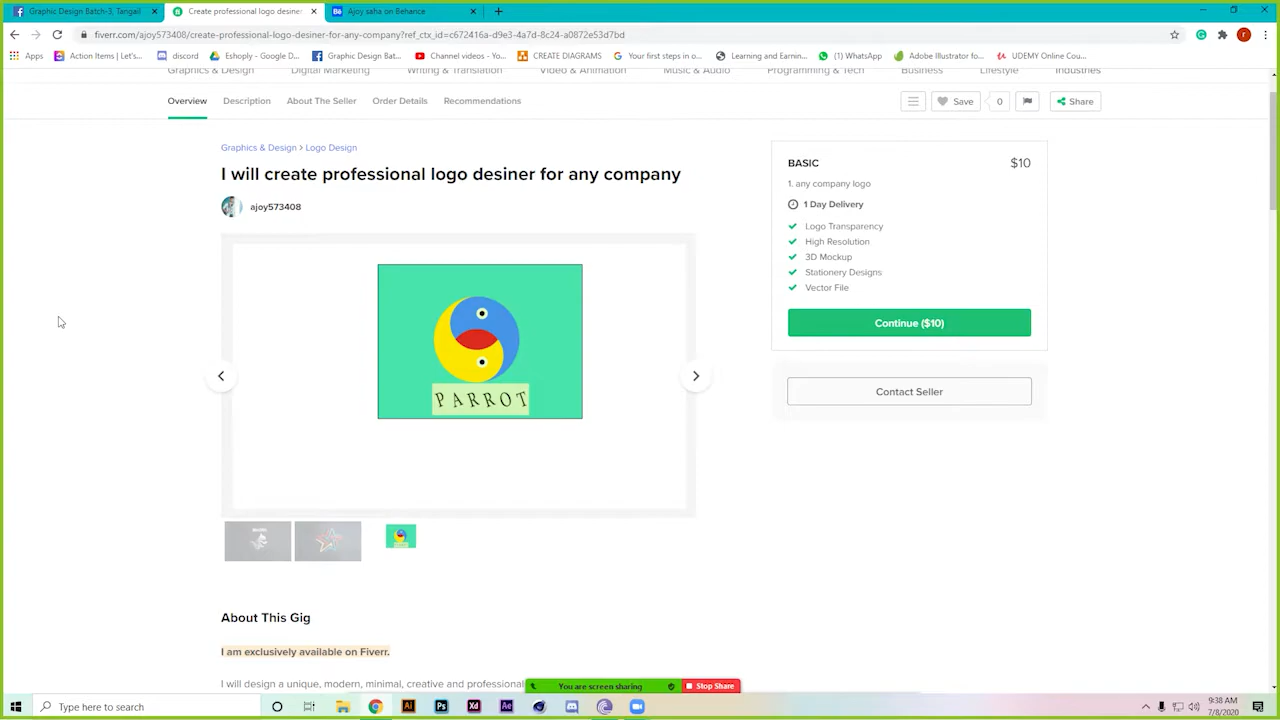 Graphic Design Batch-3, Tangail
Create professional logo desiner
Ajoy saha on Behance
fiverr.com/ajoy573408/create-professional-logo-desiner-for-any-company?ref_ctx_id=c672416a-d9e3-4a7d-8c24-a0872e53d7bd
Apps
Action Items | Let's...
discord
Eshoply - Google D...
Graphic Design Bat...
Channel videos - Yo...
CREATE DIAGRAMS
Your first steps in o...
Learning and Earnin...
(1) WhatsApp
Adobe Illustrator fo...
UDEMY Online Cou...
Graphics & Design
Digital Marketing
Writing & Translation
Video & Animation
Music & Audio
Programming & Tech
Business
Lifestyle
Industries
Overview
Description
About The Seller
Order Details
Recommendations
Save
0
Share
Graphics & Design > Logo Design
I will create professional logo desiner for any company
ajoy573408
PARROT
BASIC $10
1. any company logo
1 Day Delivery
Logo Transparency
High Resolution
3D Mockup
Stationery Designs
Vector File
Continue ($10)
Contact Seller
About This Gig
I am exclusively available on Fiverr.
I will design a unique, modern, minimal, creative and professional
You are screen sharing
Stop Share
Type here to search
9:38 AM
7/8/2020